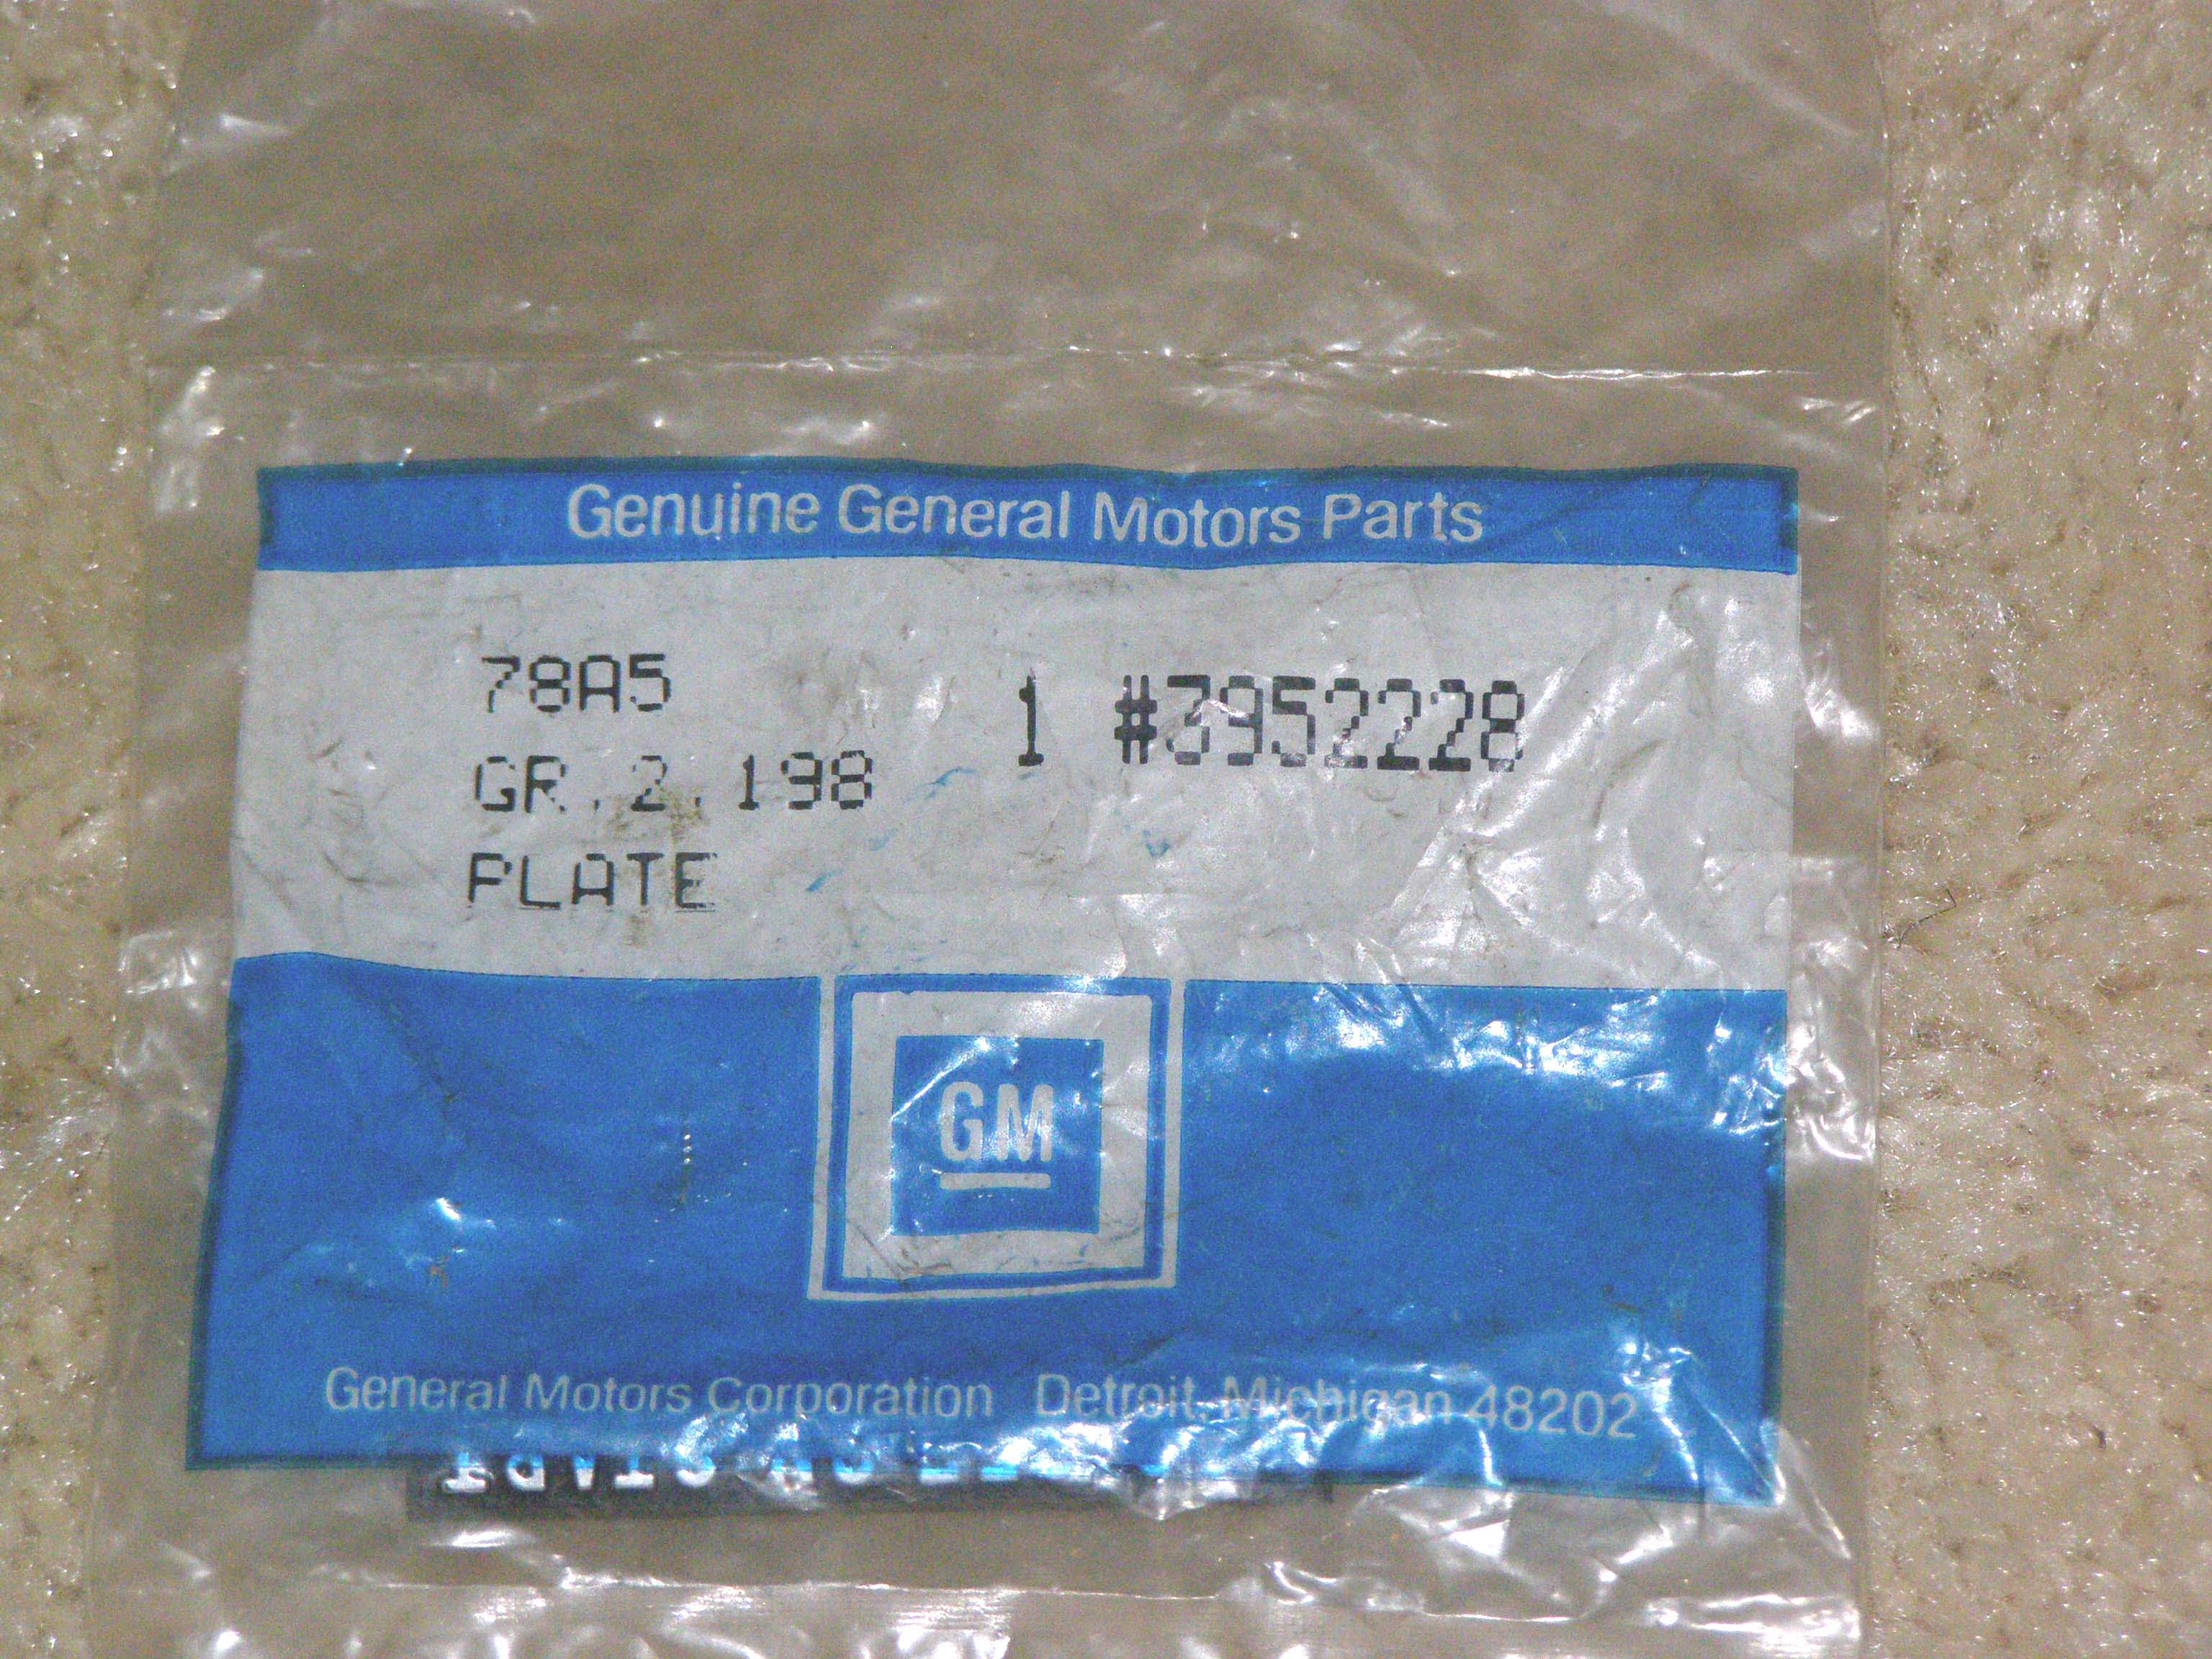 Genuine General Motors Parts
78A5
1 #3952228
GR. 2.198
PLATE
GM
General Motors Corporation Detroit, Michigan 48202